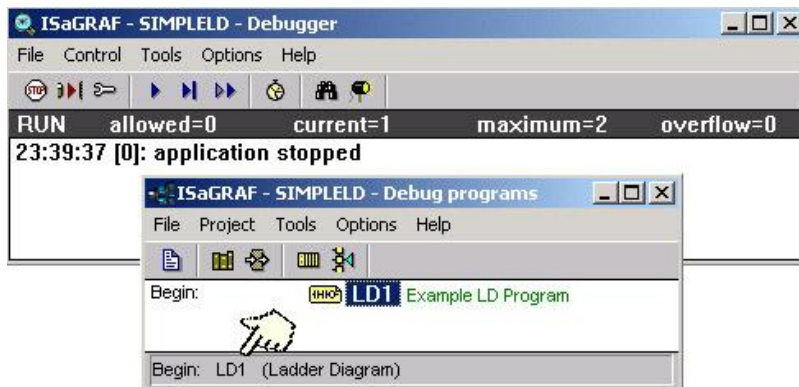 ISaGRAF - SIMPLELD - Debugger
File Control Tools Options Help
STOP
RUN allowed=0 current=1 maximum=2 overflow=0
23:39:37 [0]: application stopped
ISaGRAF - SIMPLELD - Debug programs
File Project Tools Options Help
Begin: LD1 Example LD Program
Begin: LD1 (Ladder Diagram)